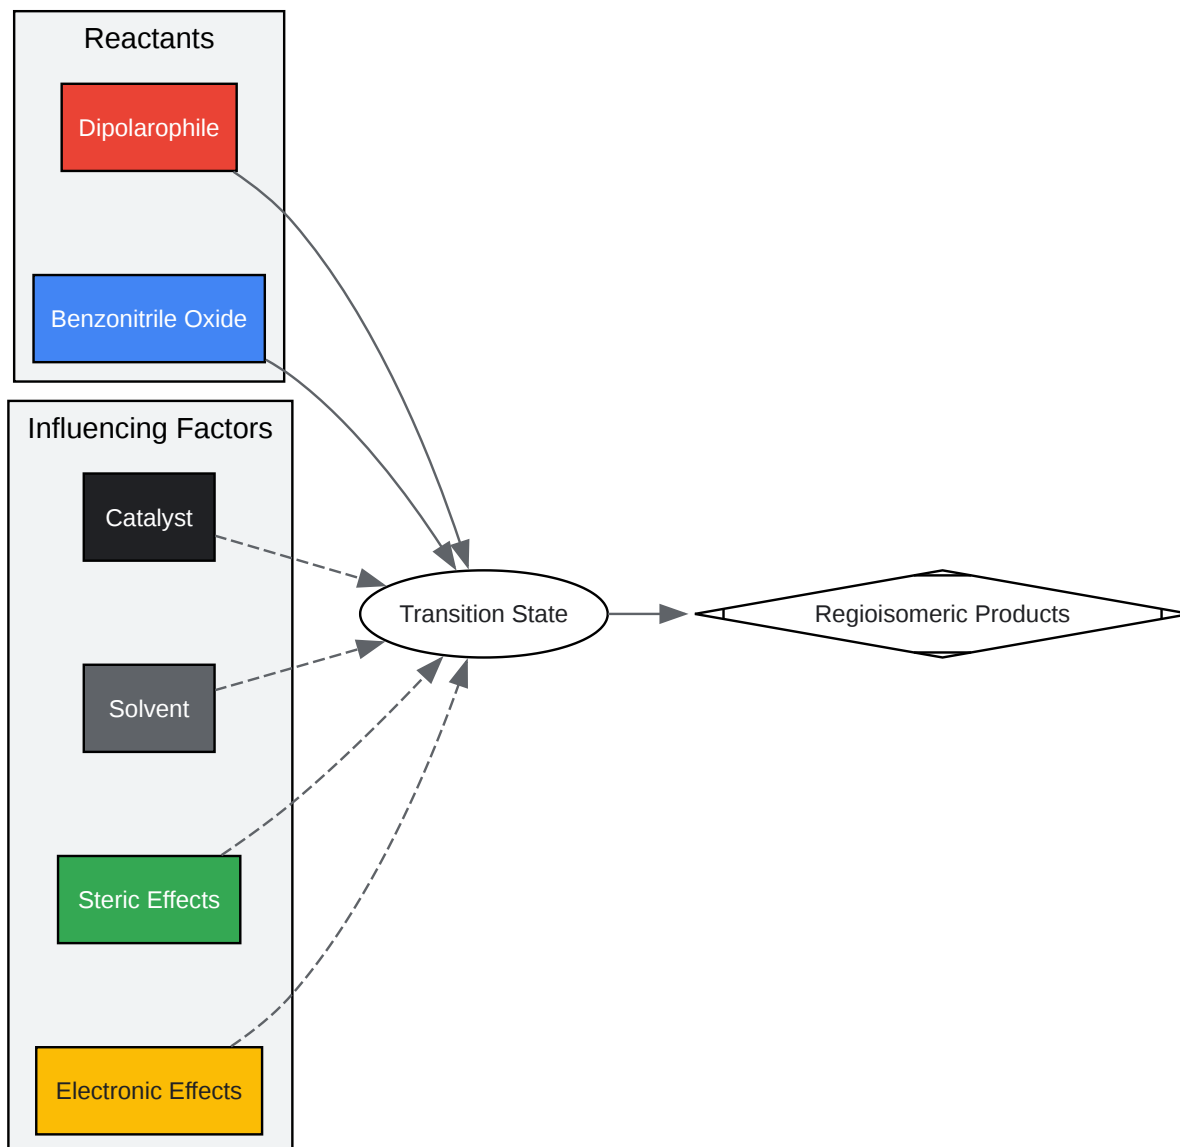 Reactants
Dipolarophile
Benzonitrile Oxide
Influencing Factors
Catalyst
Solvent
Steric Effects
Electronic Effects
Transition State
Regioisomeric Products